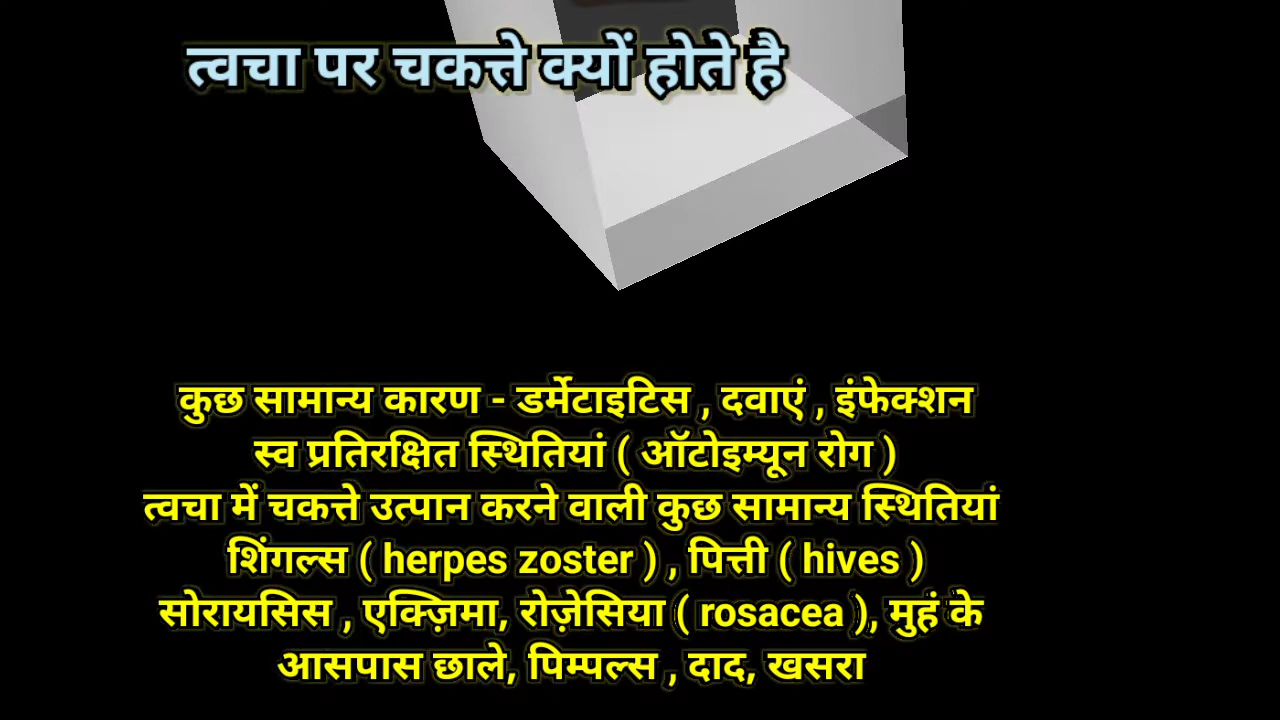 त्वचा पर चकत्ते क्यों होते है
कुछ सामान्य कारण - डर्मेटाइटिस , दवाएं , इंफेक्शन
स्व प्रतिरक्षित स्थितियां ( ऑटोइम्यून रोग )
त्वचा में चकत्ते उत्पान करने वाली कुछ सामान्य स्थितियां
शिंगल्स ( herpes zoster ) , पित्ती ( hives )
सोरायसिस , एक्ज़िमा, रोज़ेसिया ( rosacea ), मुहं के
आसपास छाले, पिम्पल्स , दाद, खसरा